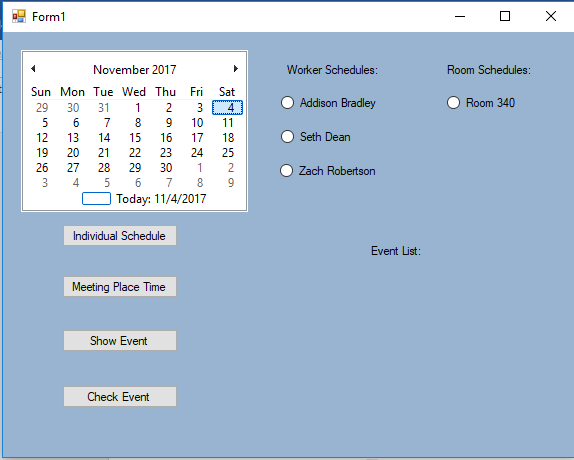 Form1
November 2017
Sun Mon Tue Wed Thu Fri Sat
29 30 31 1 2 3 4
5 6 7 8 9 10 11
12 13 14 15 16 17 18
19 20 21 22 23 24 25
26 27 28 29 30 1 2
3 4 5 6 7 8 9
Today: 11/4/2017
Worker Schedules:
Addison Bradley
Seth Dean
Zach Robertson
Room Schedules:
Room 340
Individual Schedule
Meeting Place Time
Show Event
Check Event
Event List: